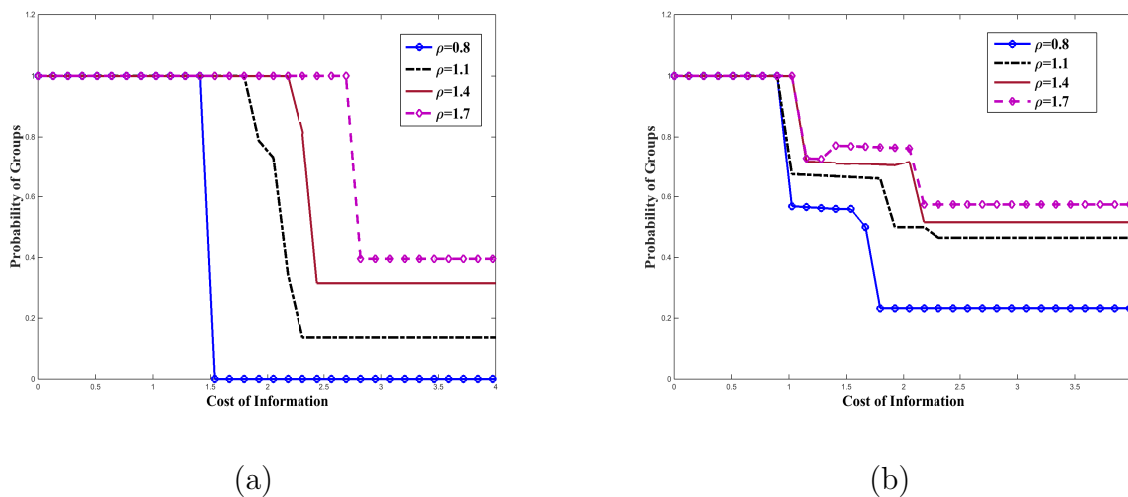 1.2
1
0.8
0.6
0.4
0.2
0
0
0.5
1
1.5
2
2.5
3
3.5
4
Probability of Groups
Cost of Information
ρ=0.8
ρ=1.1
ρ=1.4
ρ=1.7
(a)
1.2
1
0.8
0.6
0.4
0.2
0
0
0.5
1
1.5
2
2.5
3
3.5
Probability of Groups
Cost of Information
ρ=0.8
ρ=1.1
ρ=1.4
ρ=1.7
(b)